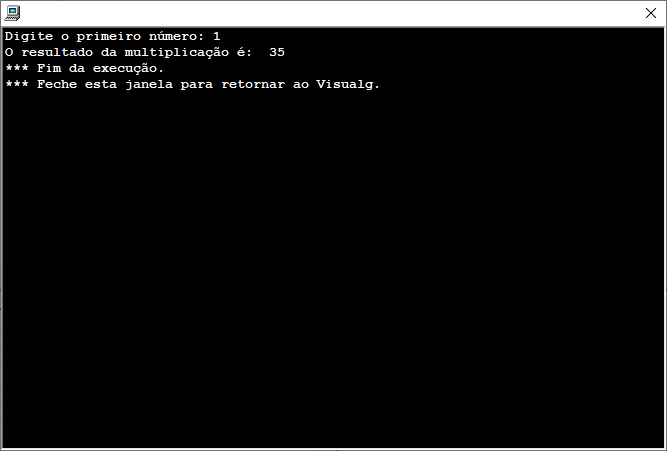 Digite o primeiro número: 1
O resultado da multiplicação é:  35
*** Fim da execução.
*** Feche esta janela para retornar ao Visualg.